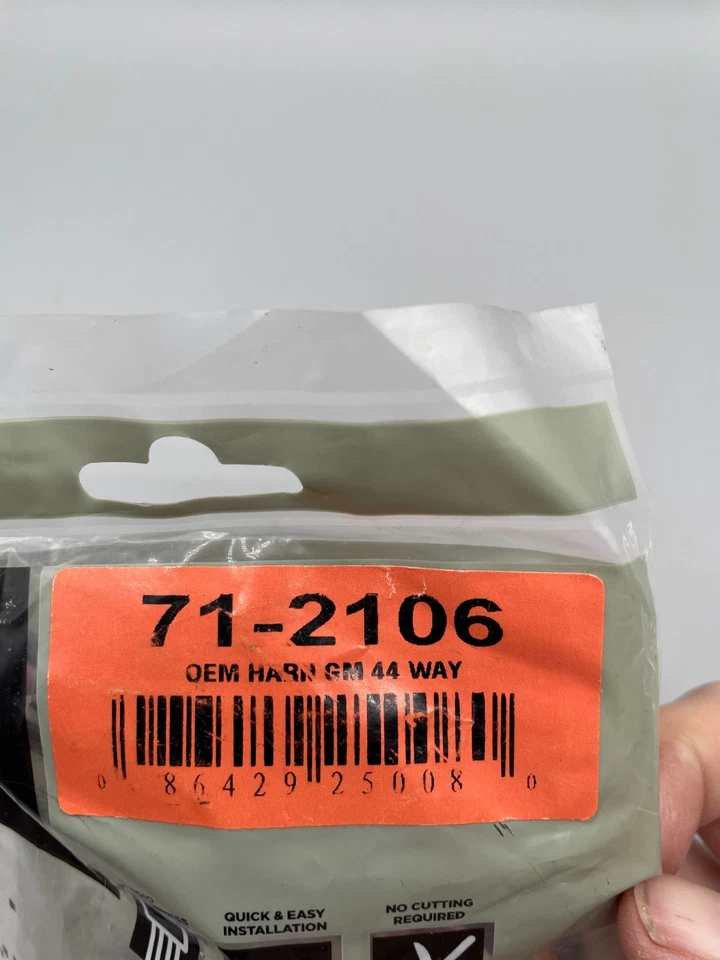 71-2106
OEM HARN GM 44 WAY
0 86429 25008 0
QUICK & EASY
INSTALLATION
NO CUTTING
REQUIRED